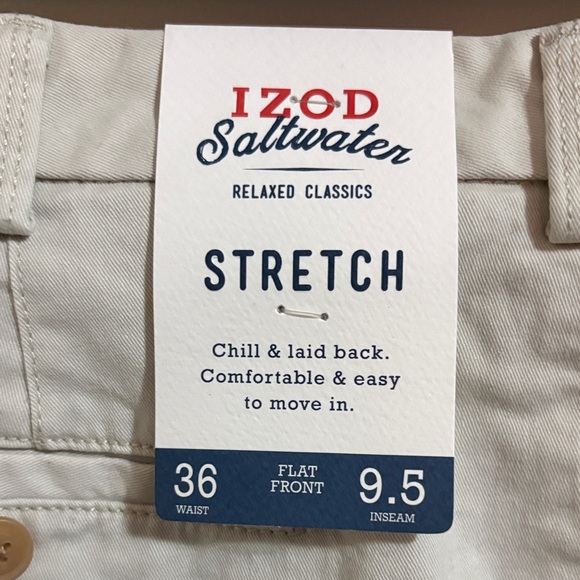 IZOD
Saltwater
RELAXED CLASSICS
STRETCH
Chill & laid back.
Comfortable & easy
to move in.
36
WAIST
FLAT
FRONT
9.5
INSEAM